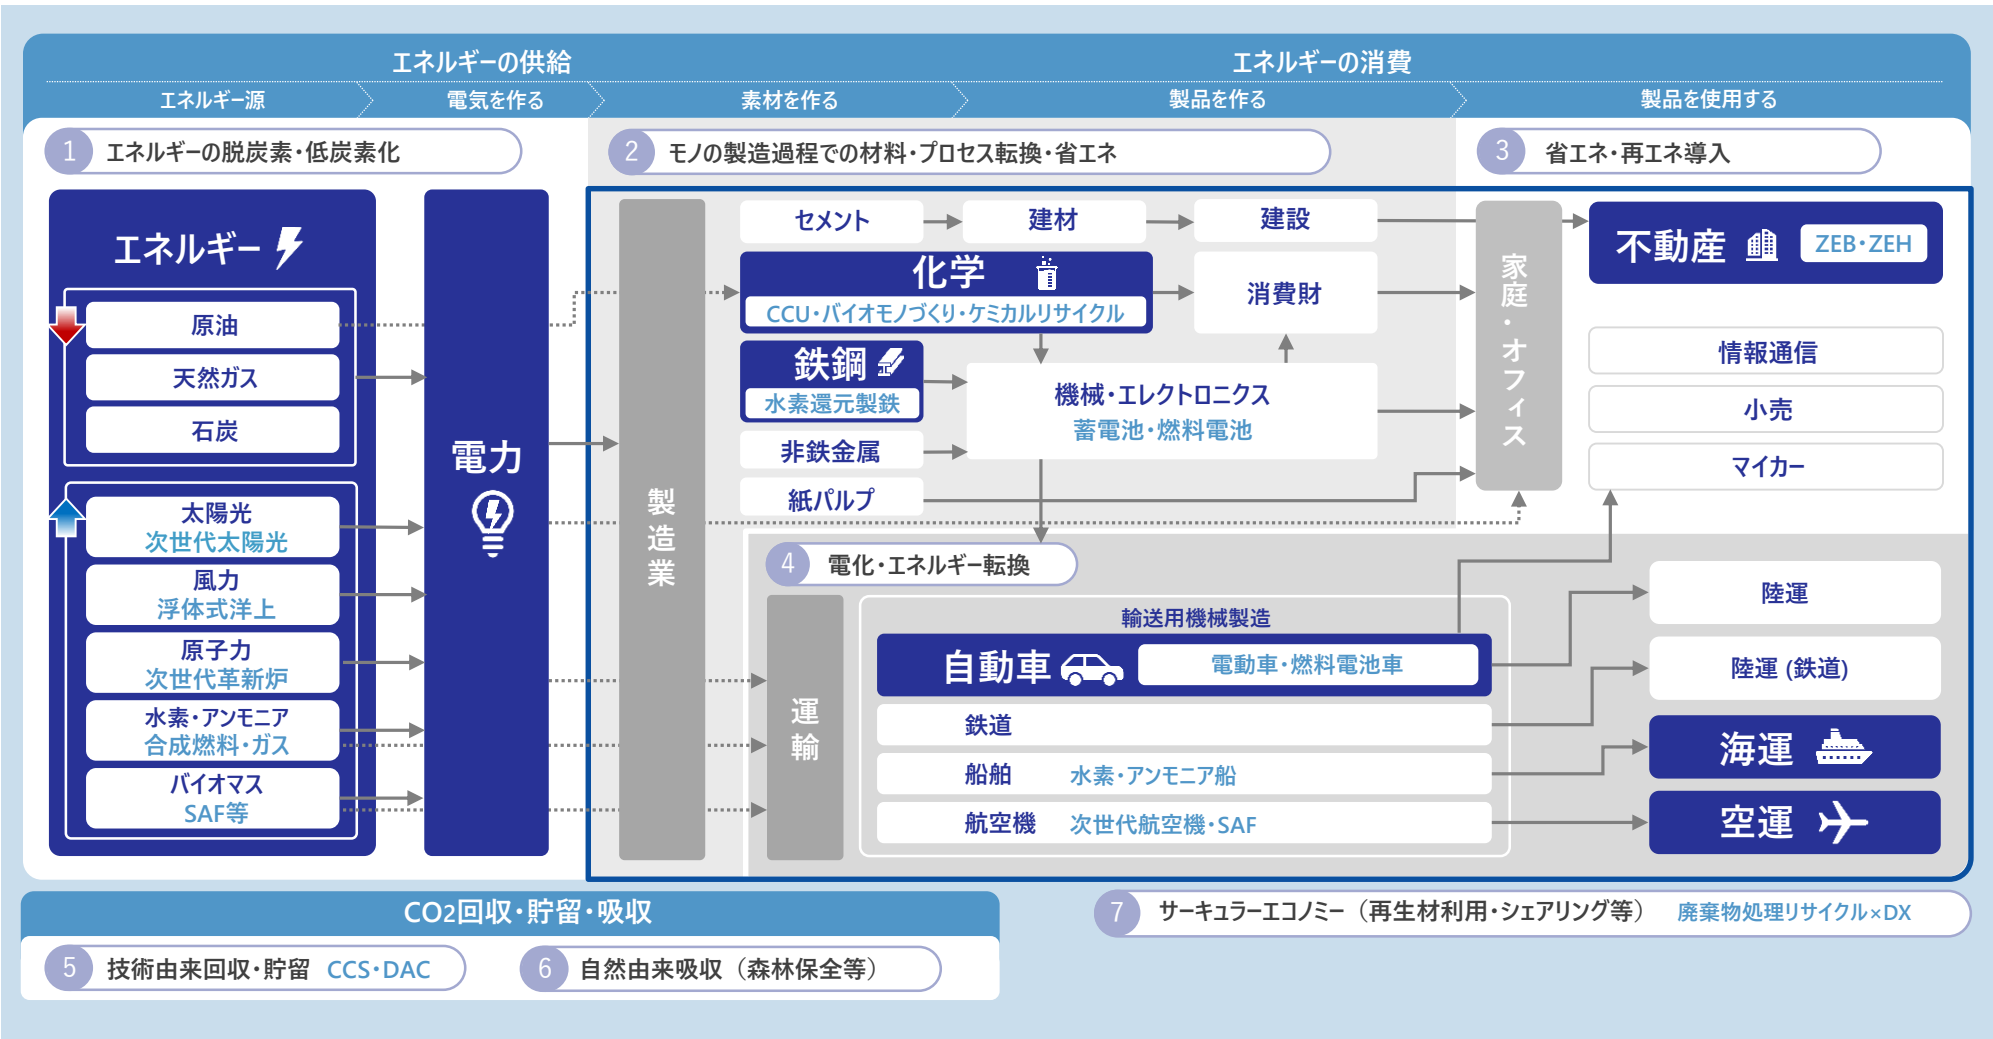 エネルギーの供給
エネルギーの消費
エネルギー源
電気を作る
素材を作る
製品を作る
製品を使用する
1 エネルギーの脱炭素・低炭素化
2 モノの製造過程での材料・プロセス転換・省エネ
3 省エネ・再エネ導入
エネルギー
原油
天然ガス
石炭
太陽光
次世代太陽光
風力
浮体式洋上
原子力
次世代革新炉
水素・アンモニア
合成燃料・ガス
バイオマス
SAF等
電力
製造業
セメント
建材
建設
化学
CCU・バイオモノづくり・ケミカルリサイクル
消費財
鉄鋼
水素還元製鉄
機械・エレクトロニクス
蓄電池・燃料電池
非鉄金属
紙パルプ
家庭・オフィス
不動産
ZEB・ZEH
情報通信
小売
マイカー
4 電化・エネルギー転換
運輸
輸送用機械製造
自動車
電動車・燃料電池車
鉄道
船舶 水素・アンモニア船
航空機 次世代航空機・SAF
陸運
陸運 (鉄道)
海運
空運
CO2回収・貯留・吸収
5 技術由来回収・貯留 CCS・DAC
6 自然由来吸収（森林保全等）
7 サーキュラーエコノミー（再生材利用・シェアリング等） 廃棄物処理リサイクル×DX